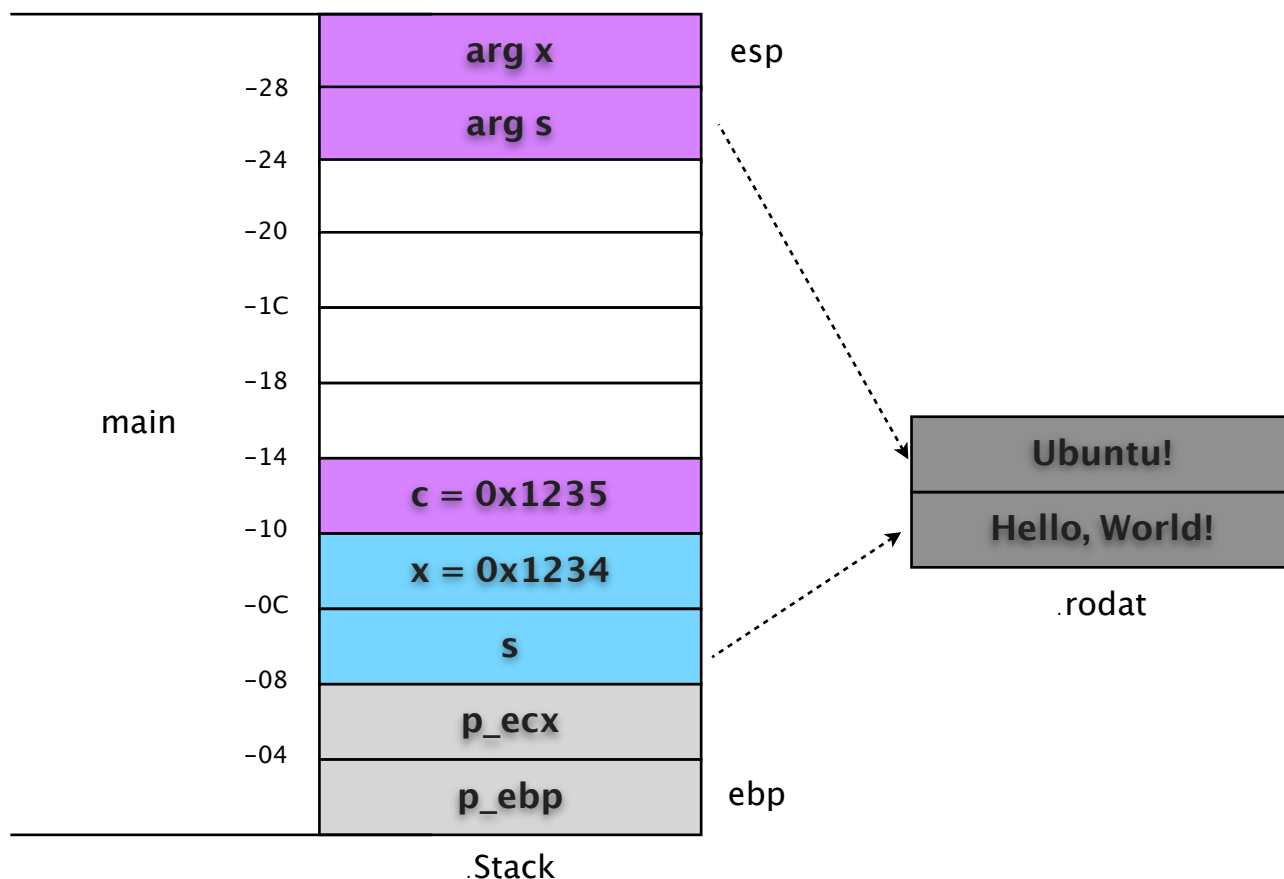 arg x
esp
-28
arg s
-24
-20
-1C
-18
main
-14
Ubuntu!
c = 0x1235
-10
Hello, World!
x = 0x1234
-0C
.rodat
s
-08
p_ecx
-04
p_ebp
ebp
.Stack